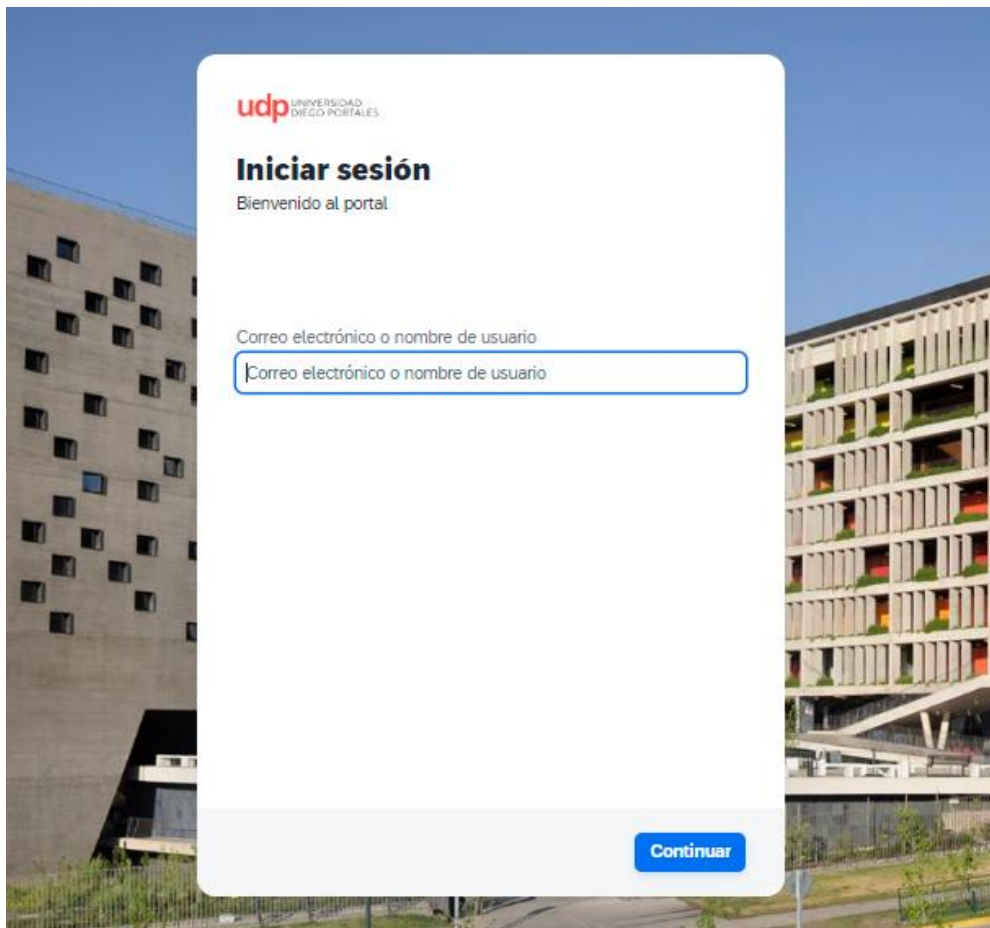 udp UNIVERSIDAD
DIEGO PORTALES
Iniciar sesión
Bienvenido al portal
Correo electrónico o nombre de usuario
Correo electrónico o nombre de usuario
Continuar